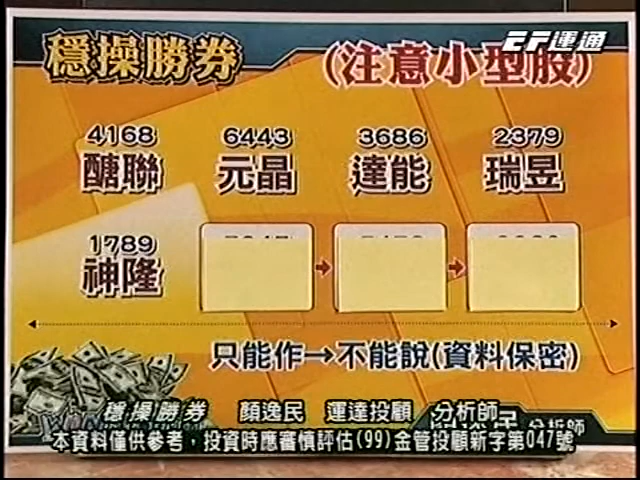 EF運通
穩操勝券
(注意小型股)
4168 6443 3686 2379
醣聯 元晶 達能 瑞昱
1789
神隆
只能作→不能說(資料保密)
穩操勝券 顏逸民 運達投顧 分析師
分析師
本資料僅供參考，投資時應審慎評估(99)金管投顧新字第047號